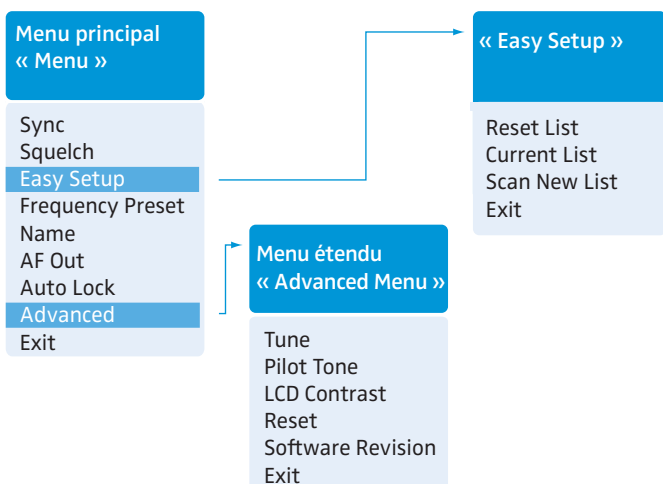 Menu principal
« Menu »
Sync
Squelch
Easy Setup
Frequency Preset
Name
AF Out
Auto Lock
Advanced
Exit
« Easy Setup »
Reset List
Current List
Scan New List
Exit
Menu étendu
« Advanced Menu »
Tune
Pilot Tone
LCD Contrast
Reset
Software Revision
Exit